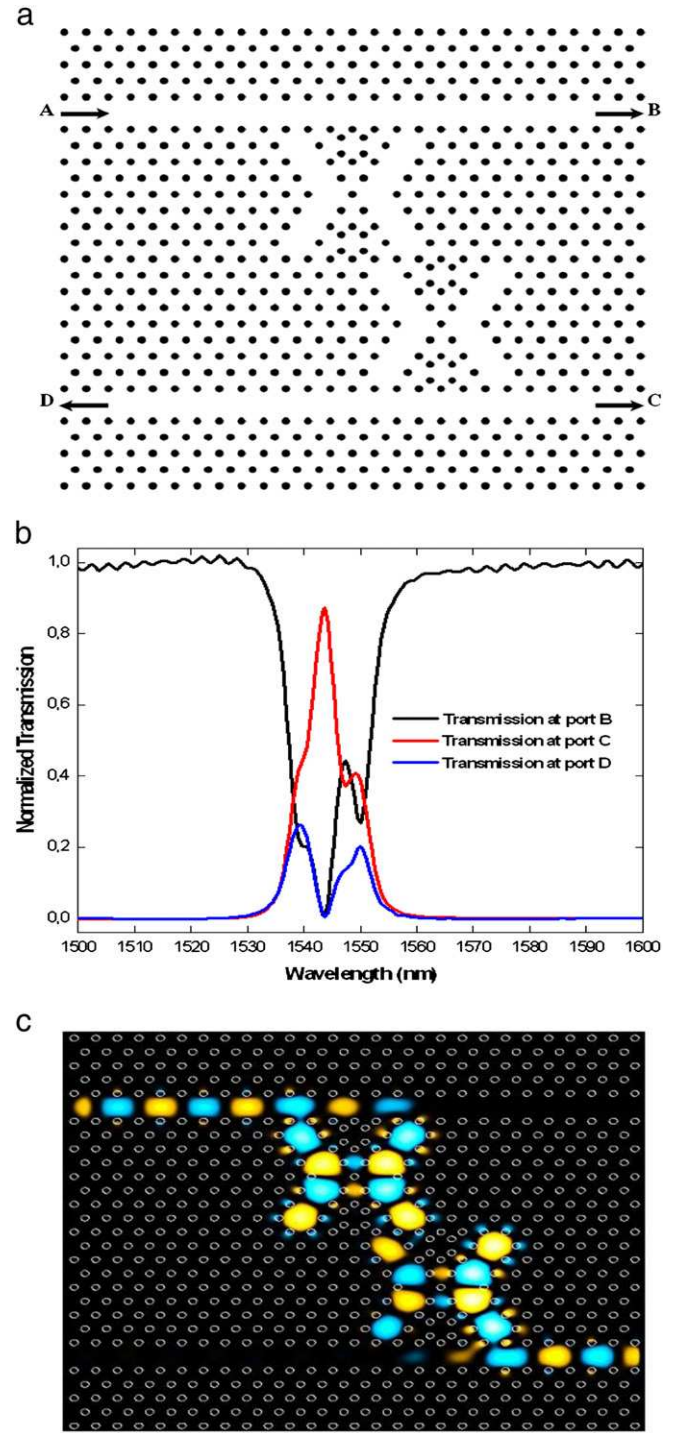 a
A B
D C
b
1,0
0,8
0,6
0,4
0,2
0,0
Normalized Transmission
Transmission at port B
Transmission at port C
Transmission at port D
1500 1510 1520 1530 1540 1550 1560 1570 1580 1590 1600
Wavelength (nm)
c